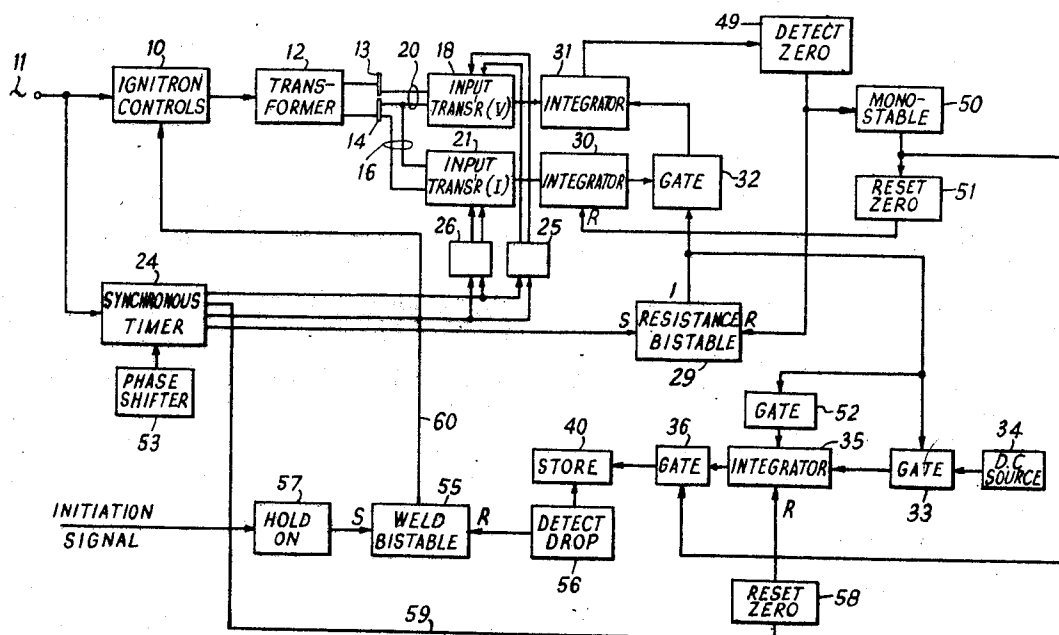 11
10
IGNITRON
CONTROLS
12
TRANS-
FORMER
13
14
20
16
18
INPUT
TRANSR(V)
21
INPUT
TRANSR(I)
31
INTEGRATOR
30
INTEGRATOR
R
GATE
32
49
DETECT
ZERO
MONO-
STABLE
50
RESET
ZERO
51
26
25
24
SYNCHRONOUS
TIMER
PHASE
SHIFTER
53
S
1
RESISTANCE
BISTABLE
R
29
GATE
52
60
40
STORE
36
GATE
35
INTEGRATOR
R
GATE
33
34
D.C.
SOURCE
INITIATION
SIGNAL
57
HOLD
ON
S
55
WELD
BISTABLE
R
DETECT
DROP
56
RESET
ZERO
58
59